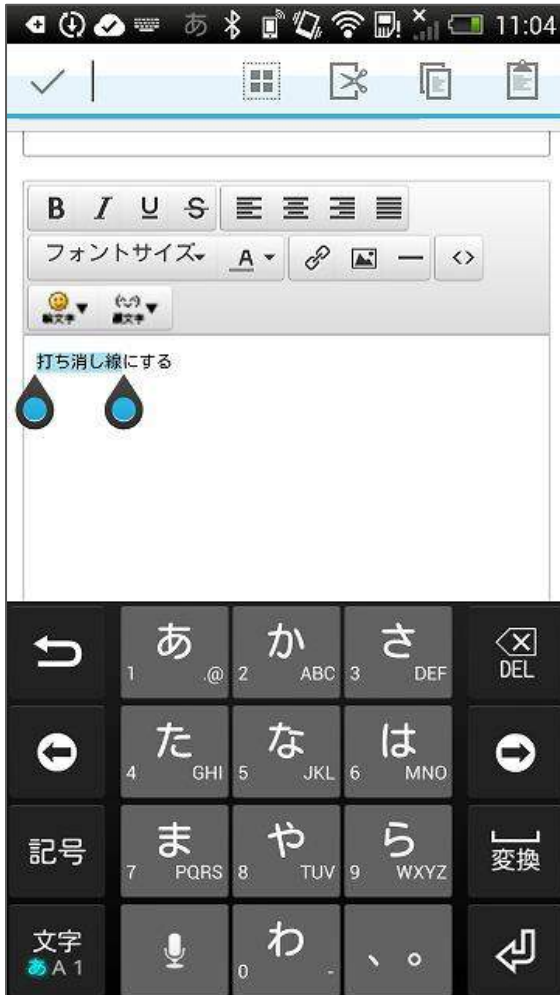 あ 11:04
B I U S
フォントサイズ A <>
絵文字 顔文字
打ち消し線にする
あ 1 .@ か 2 ABC さ 3 DEF DEL
た 4 GHI な 5 JKL は 6 MNO
記号 ま 7 PQRS や 8 TUV ら 9 WXYZ 変換
文字 あA1 わ 0 - 、。